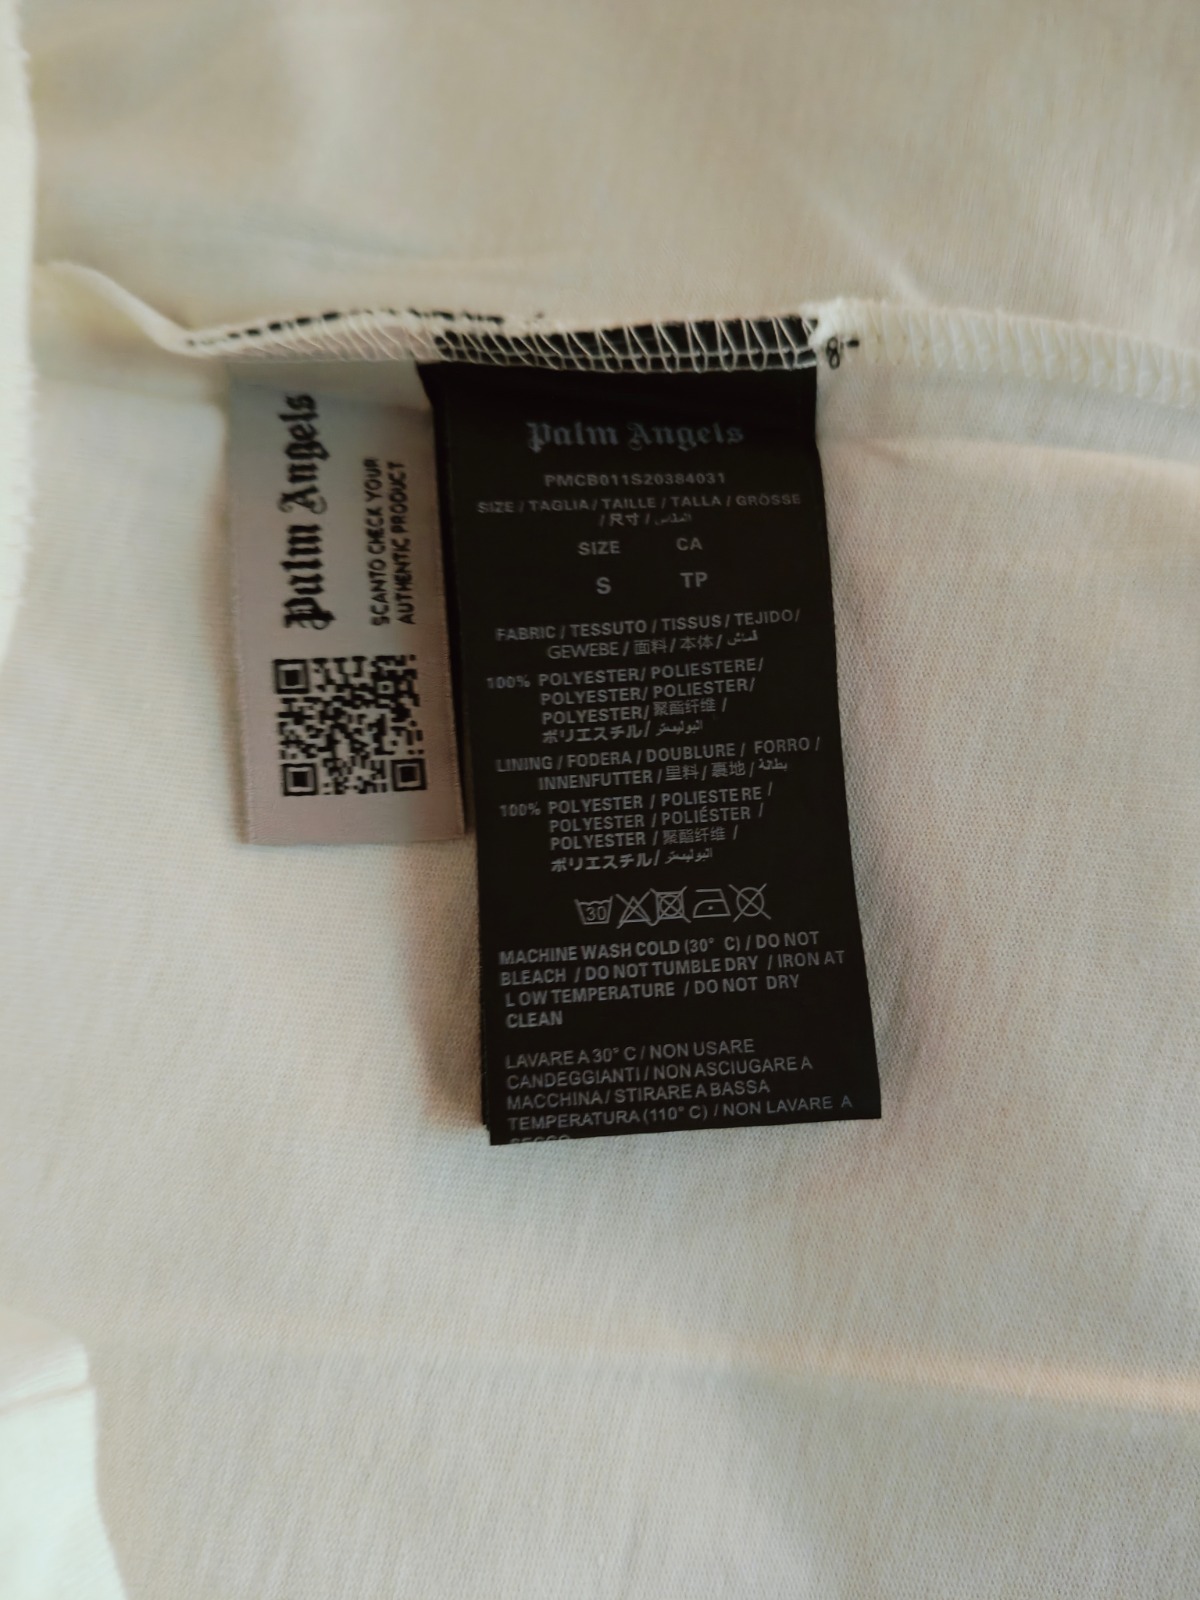 Palm Angels
SCANTO CHECK YOUR
AUTHENTIC PRODUCT
Palm Angels
PMCB011S20384031
SIZE / TAGLIA / TAILLE / TALLA / GRÖSSE
/ 尺寸 / المقاس
SIZE CA
S TP
FABRIC / TESSUTO / TISSUS / TEJIDO /
GEWEBE / 面料 / 本体 / قماش
100% POLYESTER/ POLIESTERE/
POLYESTER/ POLIESTER/
POLYESTER/ 聚酯纤维 /
ポリエステル/ البوليستر
LINING / FODERA / DOUBLURE / FORRO /
INNENFUTTER / 里料 / 裏地 / بطانة
100% POLYESTER / POLIESTERE /
POLYESTER / POLIÉSTER /
POLYESTER / 聚酯纤维 /
ポリエスチル/ البوليستر
30
MACHINE WASH COLD (30° C) / DO NOT
BLEACH / DO NOT TUMBLE DRY / IRON AT
LOW TEMPERATURE / DO NOT DRY
CLEAN
LAVARE A 30° C / NON USARE
CANDEGGIANTI / NON ASCIUGARE A
MACCHINA / STIRARE A BASSA
TEMPERATURA (110° C) / NON LAVARE A
SECCO